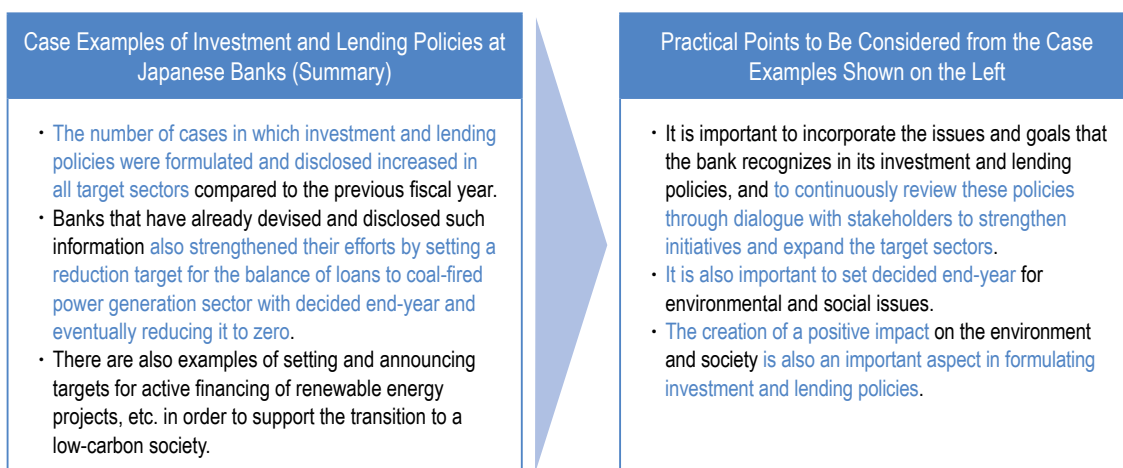 Case Examples of Investment and Lending Policies at
Japanese Banks (Summary)
・The number of cases in which investment and lending
policies were formulated and disclosed increased in
all target sectors compared to the previous fiscal year.
・Banks that have already devised and disclosed such
information also strengthened their efforts by setting a
reduction target for the balance of loans to coal-fired
power generation sector with decided end-year and
eventually reducing it to zero.
・There are also examples of setting and announcing
targets for active financing of renewable energy
projects, etc. in order to support the transition to a
low-carbon society.
Practical Points to Be Considered from the Case
Examples Shown on the Left
・It is important to incorporate the issues and goals that
the bank recognizes in its investment and lending
policies, and to continuously review these policies
through dialogue with stakeholders to strengthen
initiatives and expand the target sectors.
・It is also important to set decided end-year for
environmental and social issues.
・The creation of a positive impact on the environment
and society is also an important aspect in formulating
investment and lending policies.